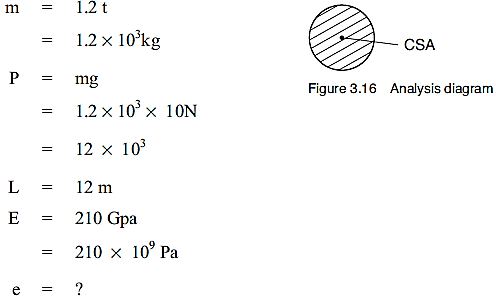 m = 1.2 t
= 1.2 × 10³kg
P = mg
= 1.2 × 10³ × 10N
= 12 × 10³
L = 12 m
E = 210 Gpa
= 210 × 10⁹ Pa
e = ?
CSA
Figure 3.16 Analysis diagram